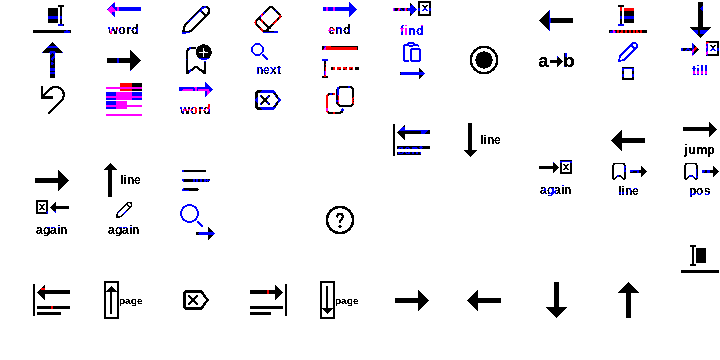 word
end
find
next
a→b
till
word
line
line
jump
again
line
pos
again
again
page
page